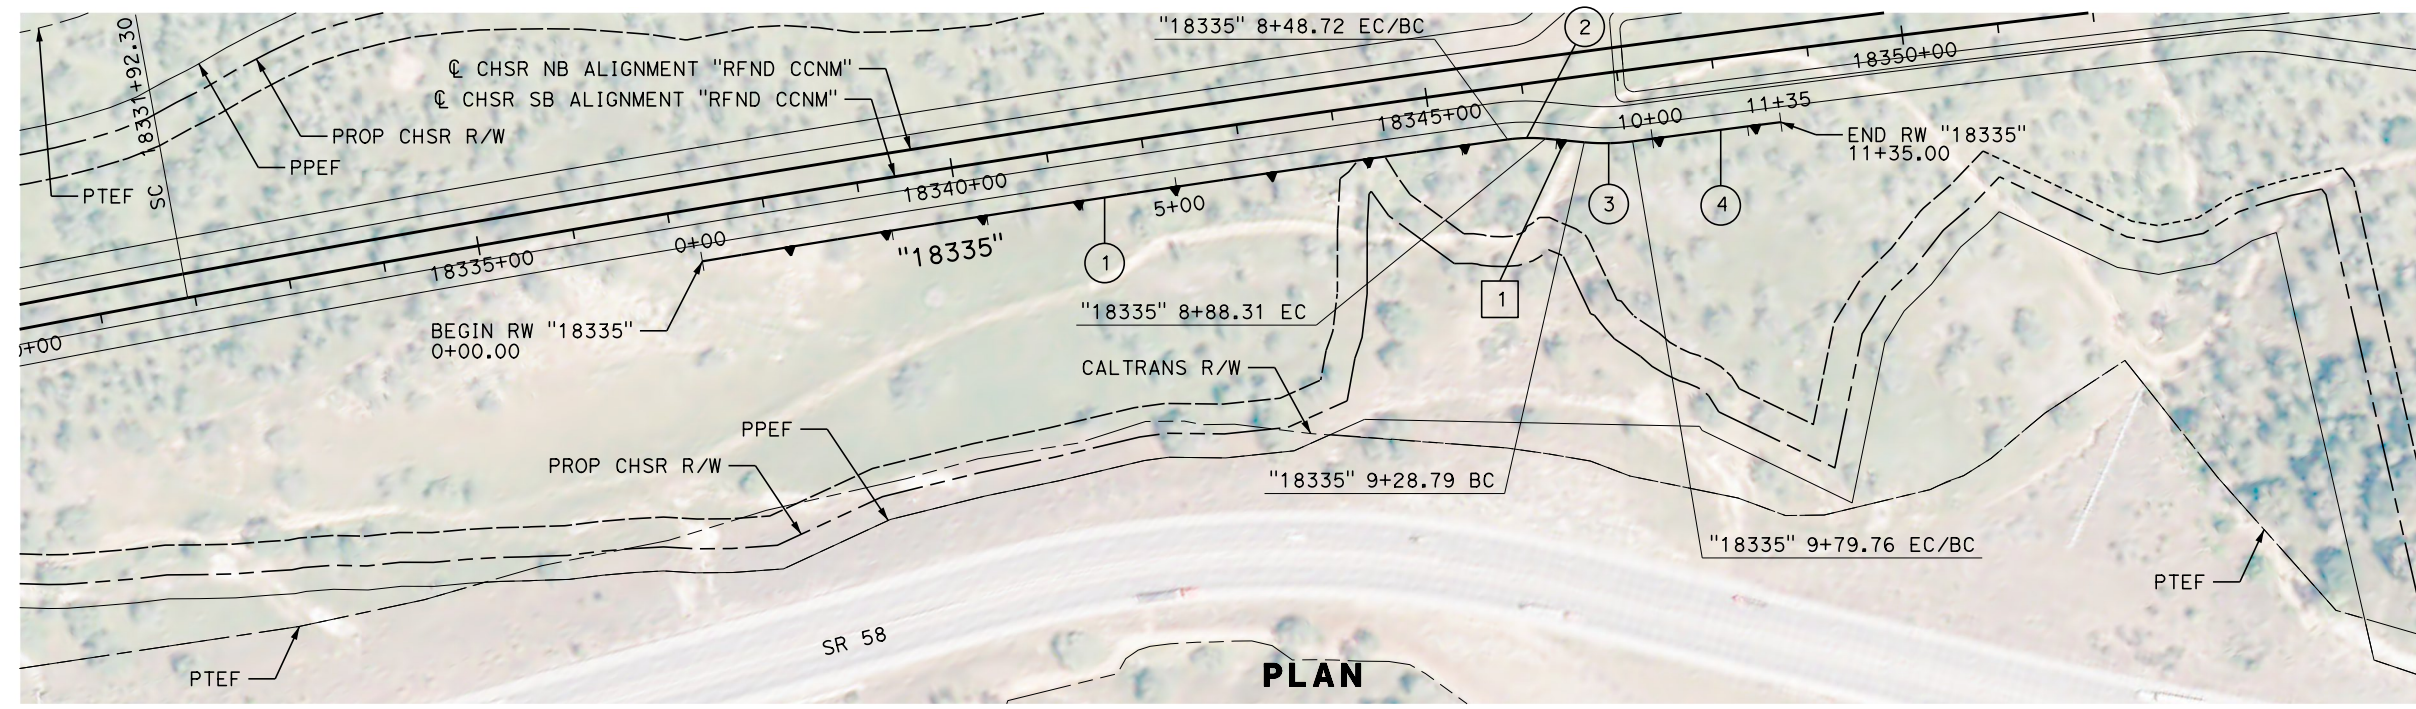 "18335" 8+48.72 EC/BC
2
18331+92.30
SC
℄ CHSR NB ALIGNMENT "RFND CCNM"
℄ CHSR SB ALIGNMENT "RFND CCNM"
PROP CHSR R/W
PPEF
PTEF
18350+00
18345+00
10+00
11+35
END RW "18335"
11+35.00
18340+00
5+00
3
4
0+00
"18335"
18335+00
1
1
"18335" 8+88.31 EC
BEGIN RW "18335"
0+00.00
+00
CALTRANS R/W
PPEF
PROP CHSR R/W
"18335" 9+28.79 BC
"18335" 9+79.76 EC/BC
PTEF
SR 58
PTEF
PLAN